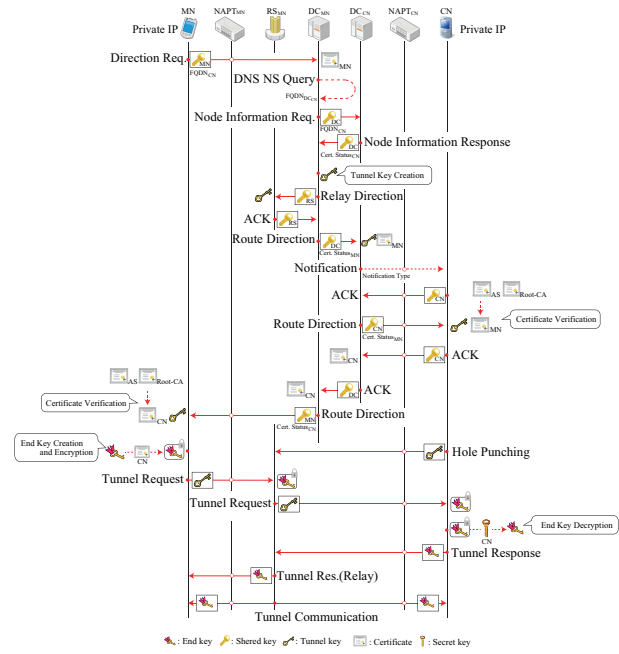 MN NAPTMN RSMN DCMN DCCN NAPTCN CN
Private IP Private IP
Direction Req.
MN
FQDNCN
MN
DNS NS Query
FQDNDCCN
Node Information Req.
DC
FQDNCN
Node Information Response
DC
Cert. StatusCN
Tunnel Key Creation
Relay Direction
RS
ACK
RS
Route Direction
DC
Cert. StatusMN
MN
Notification
Notification Type
AS Root-CA
ACK
CN
Route Direction
CN
Cert. StatusMN
MN
Certificate Verification
CN
CN
ACK
AS Root-CA
CN
DC
ACK
Certificate Verification
CN
MN
Route Direction
Cert. StatusCN
End Key Creation
and Encryption
CN
Hole Punching
Tunnel Request
Tunnel Request
CN
End Key Decryption
Tunnel Response
Tunnel Res.(Relay)
Tunnel Communication
: End key : Shered key : Tunnel key : Certificate : Secret key